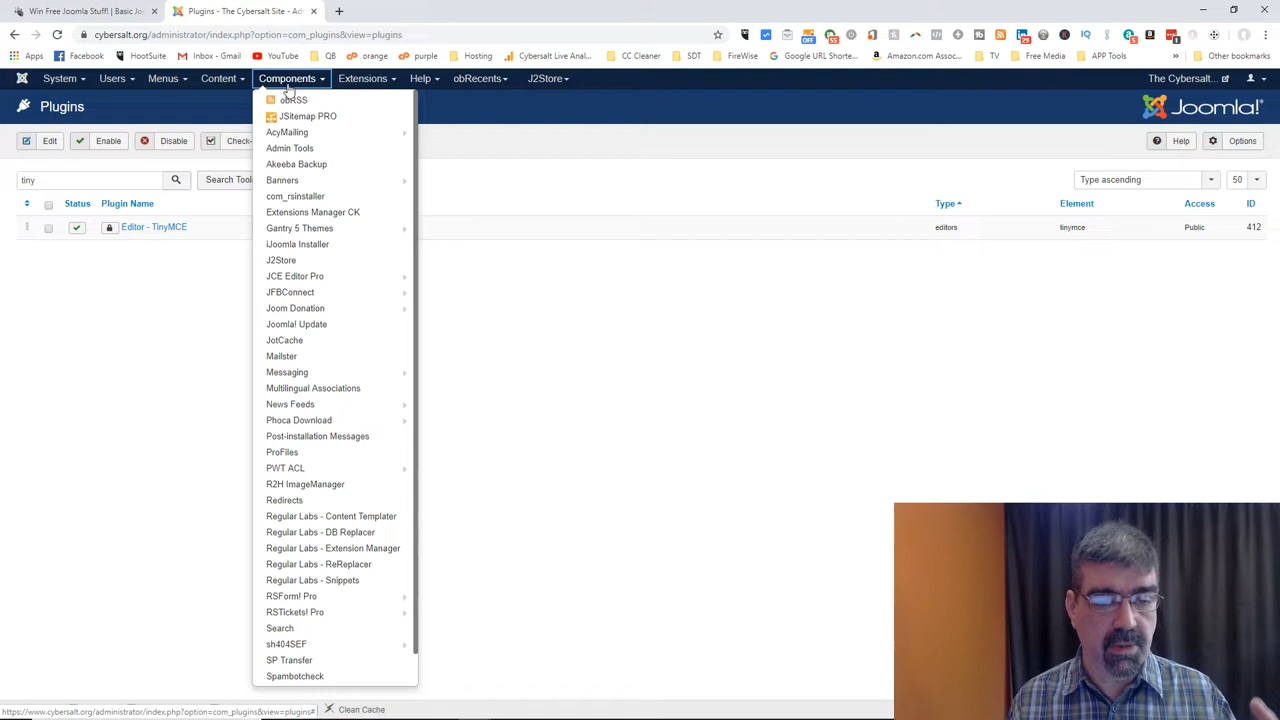 Win Free Joomla Stuff! | Basic Jo
Plugins - The Cybersalt Site - Ad
cybersalt.org/administrator/index.php?option=com_plugins&view=plugins
Apps Facebook HootSuite Inbox - Gmail YouTube QB orange purple Hosting Cybersalt Live Anal... CC Cleaner SDT FireWise Google URL Shorte... Amazon.com Assoc... TV Free Media APP Tools Other bookmarks
System Users Menus Content Components Extensions Help obRecents J2Store The Cybersalt...
Plugins
Joomla!
Edit Enable Disable Check- Help Options
tiny Search Tools Type ascending 50
Status Plugin Name Type Element Access ID
Editor - TinyMCE editors tinymce Public 412
obRSS
JSitemap PRO
AcyMailing
Admin Tools
Akeeba Backup
Banners
com_rsinstaller
Extensions Manager CK
Gantry 5 Themes
iJoomla Installer
J2Store
JCE Editor Pro
JFBConnect
Joom Donation
Joomla! Update
JotCache
Mailster
Messaging
Multilingual Associations
News Feeds
Phoca Download
Post-installation Messages
ProFiles
PWT ACL
R2H ImageManager
Redirects
Regular Labs - Content Templater
Regular Labs - DB Replacer
Regular Labs - Extension Manager
Regular Labs - ReReplacer
Regular Labs - Snippets
RSForm! Pro
RSTickets! Pro
Search
sh404SEF
SP Transfer
Spambotcheck
https://www.cybersalt.org/administrator/index.php?option=com_plugins&view=plugins# Clean Cache